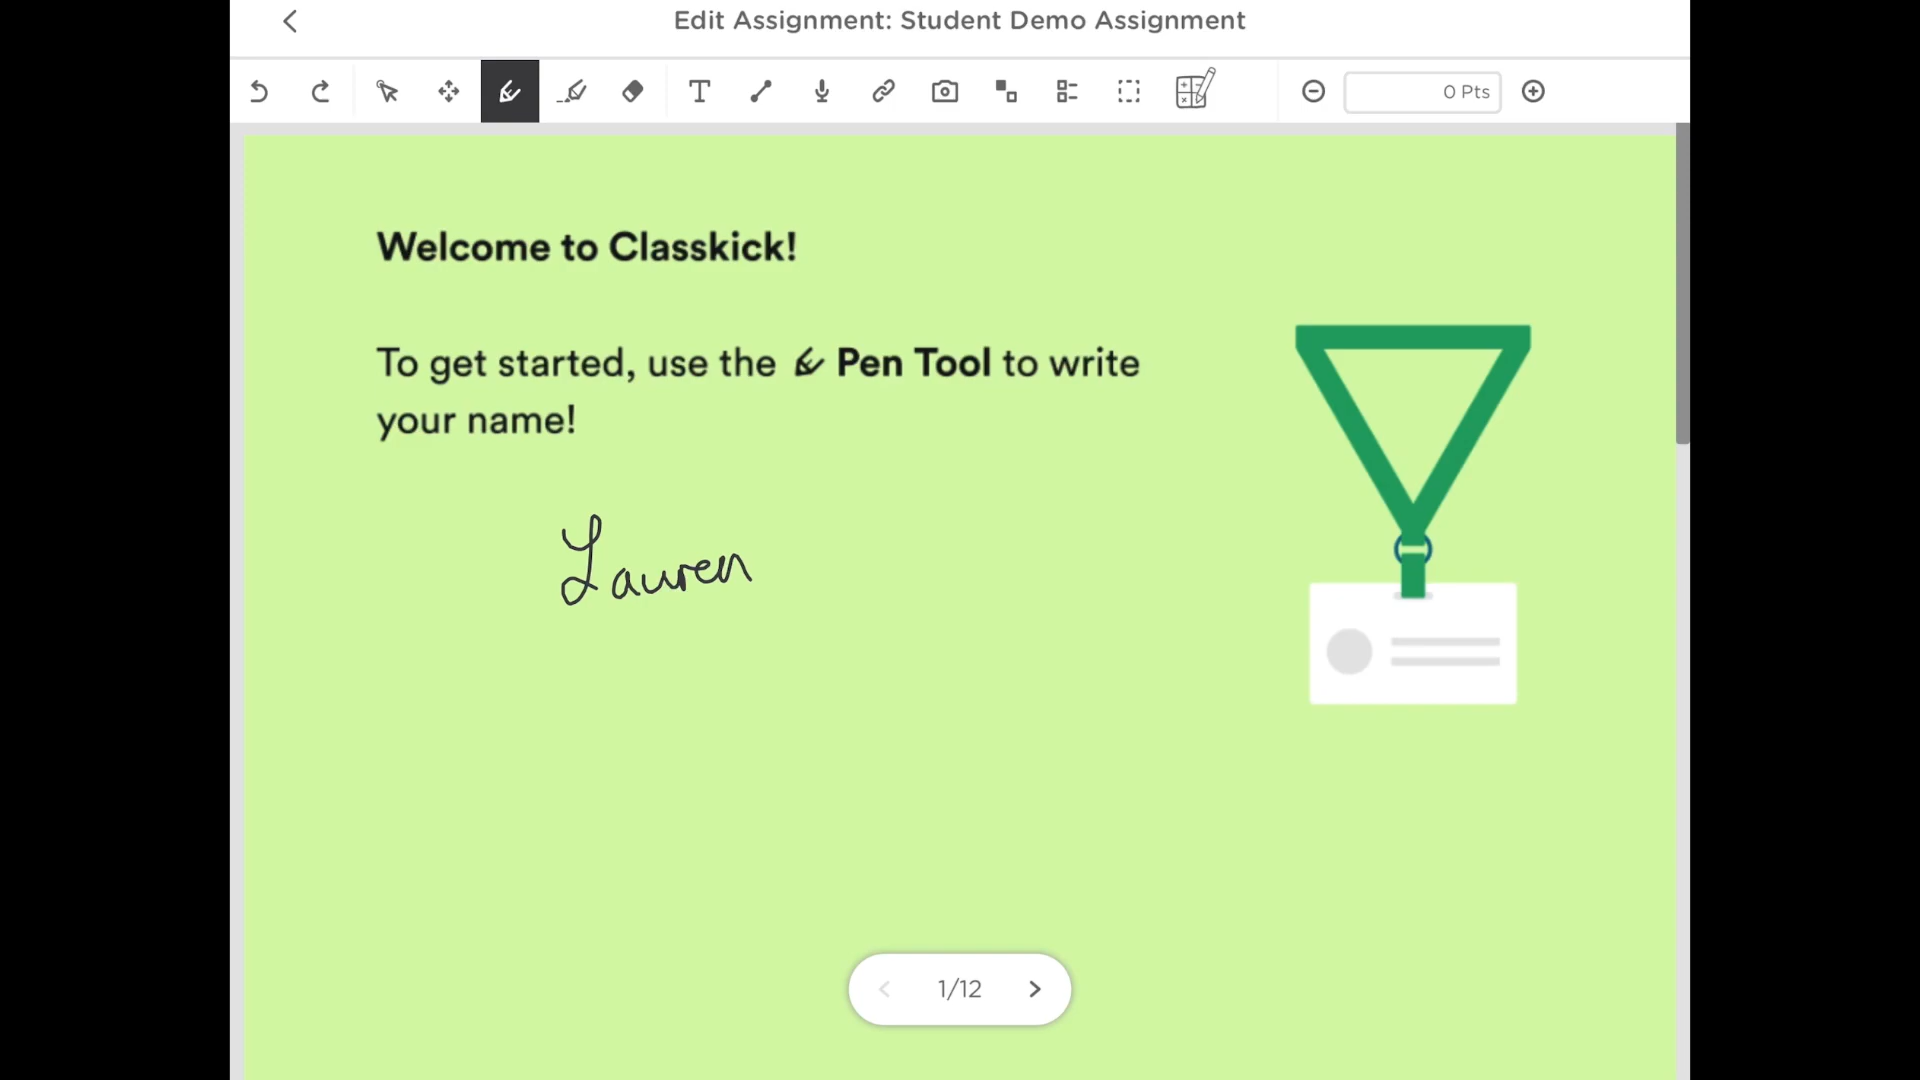 Edit Assignment: Student Demo Assignment
0 Pts
Welcome to Classkick!
To get started, use the Pen Tool to write
your name!
Lauren
1/12